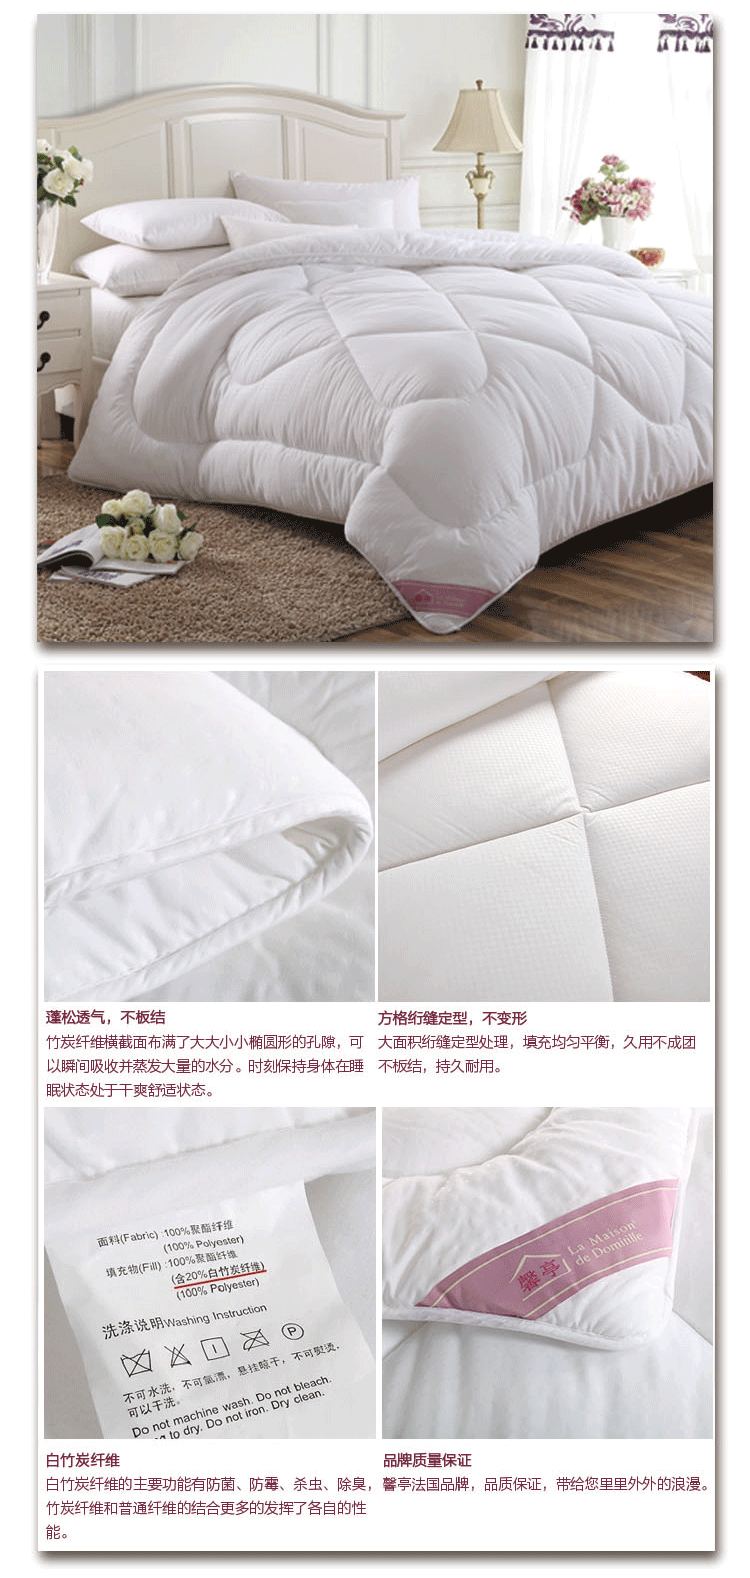 馨亭
La Maison
de Domitille
蓬松透气，不板结
竹炭纤维横截面布满了大大小小椭圆形的孔隙，可
以瞬间吸收并蒸发大量的水分。时刻保持身体在睡
眠状态处于干爽舒适状态。
方格绗缝定型，不变形
大面积绗缝定型处理，填充均匀平衡，久用不成团
不板结，持久耐用。
面料(Fabric) :100%聚酯纤维
(100% Polyester)
填充物(Fill) :100%聚酯纤维
(含20%白竹炭纤维)
(100% Polyester)
洗涤说明Washing Instruction
P
不可水洗，不可氯漂，悬挂晾干，不可熨烫，
可以干洗。
Do not machine wash. Do not bleach.
to dry. Do not iron. Dry clean.
馨亭
La Maison
de Domitille
白竹炭纤维
白竹炭纤维的主要功能有防菌、防霉、杀虫、除臭，
竹炭纤维和普通纤维的结合更多的发挥了各自的性
能。
品牌质量保证
馨亭法国品牌，品质保证，带给您里里外外的浪漫。